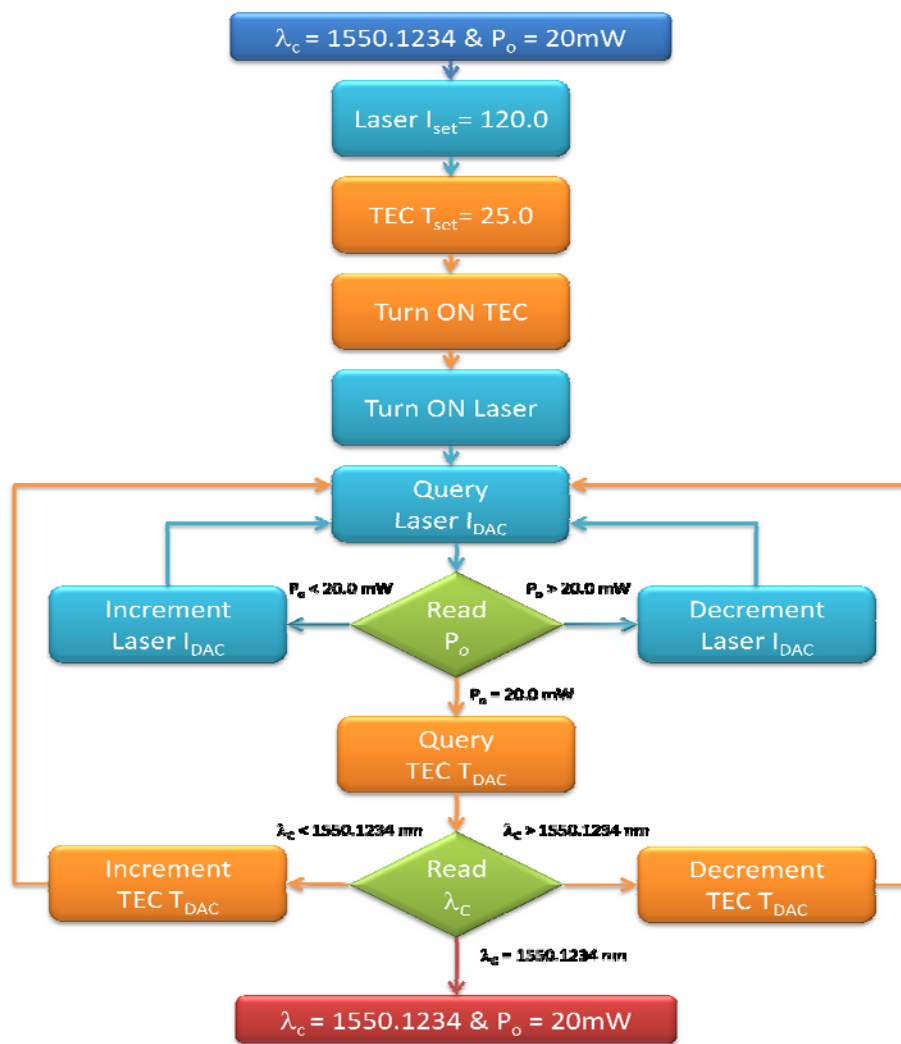 λc = 1550.1234 & Po = 20mW
Laser Iset= 120.0
TEC Tset= 25.0
Turn ON TEC
Turn ON Laser
Query
Laser IDAC
Po < 20.0 mW
Po > 20.0 mW
Increment
Laser IDAC
Read
Po
Decrement
Laser IDAC
Po = 20.0 mW
Query
TEC TDAC
λc < 1550.1234 nm
λc > 1550.1234 nm
Increment
TEC TDAC
Read
λC
Decrement
TEC TDAC
λc = 1550.1234 nm
λc = 1550.1234 & Po = 20mW